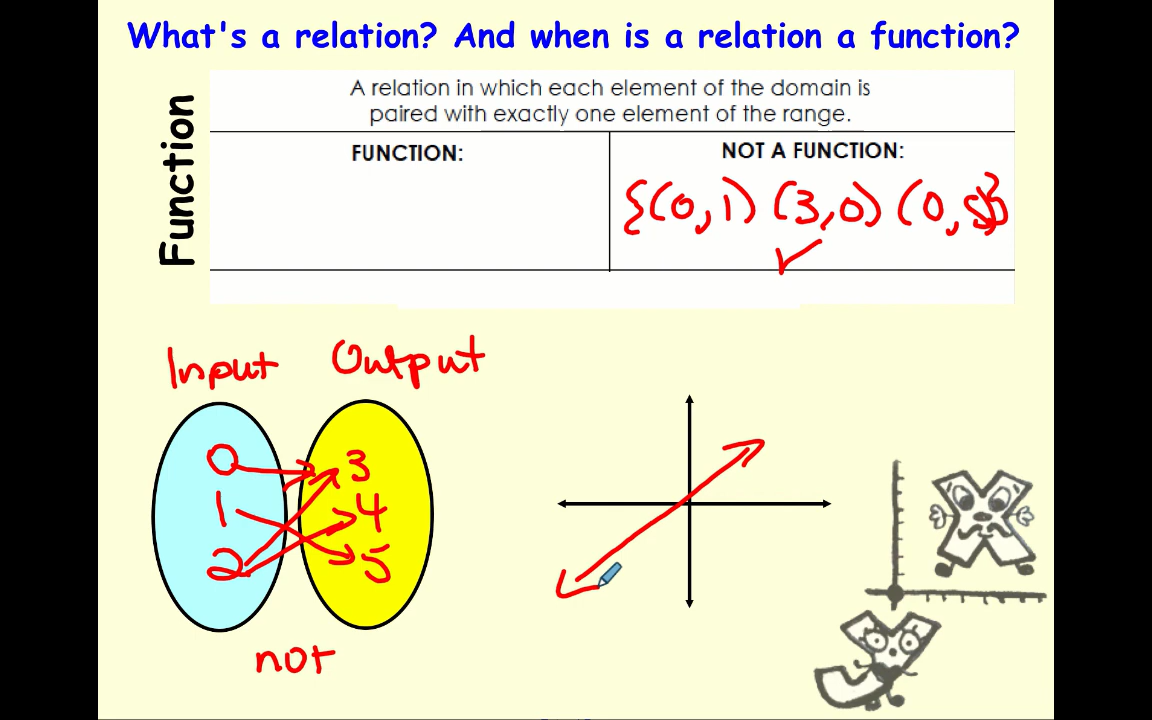 What's a relation? And when is a relation a function?
Function
A relation in which each element of the domain is
paired with exactly one element of the range.
FUNCTION:
NOT A FUNCTION:
{(0,1) (3,0) (0,5)}
Input Output
0 3
1 4
2 5
not